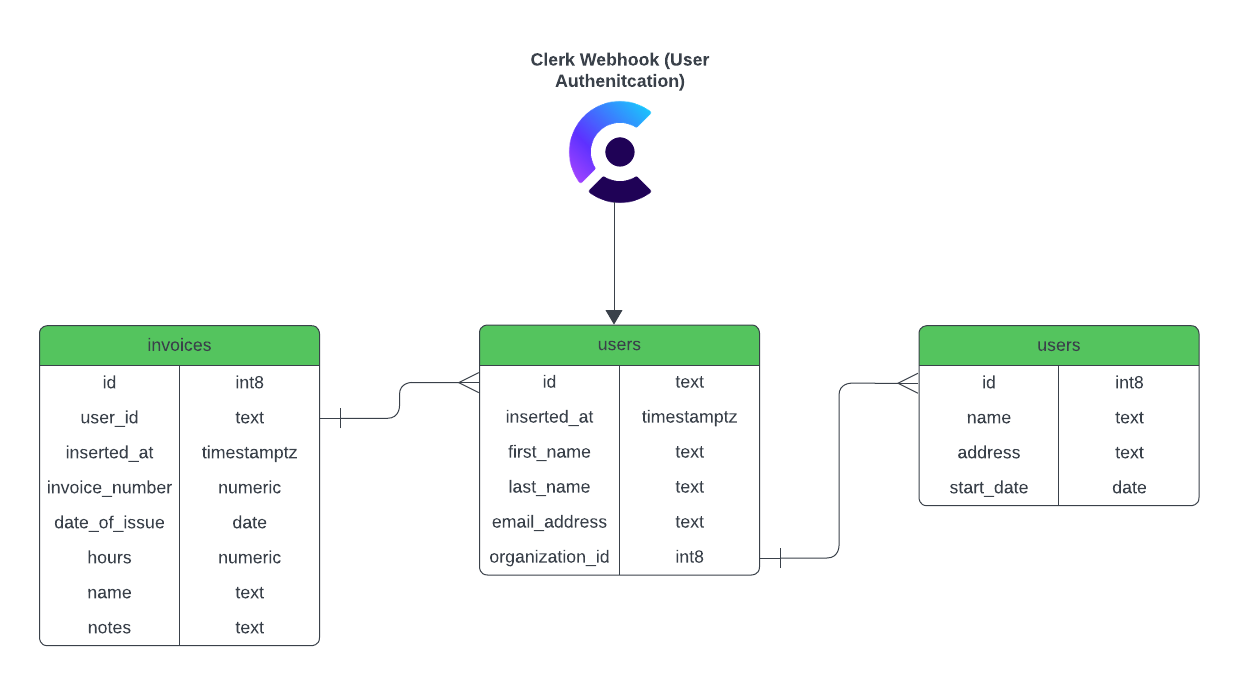 Clerk Webhook (User
Authenitcation)
invoices
id int8
user_id text
inserted_at timestamptz
invoice_number numeric
date_of_issue date
hours numeric
name text
notes text
users
id text
inserted_at timestamptz
first_name text
last_name text
email_address text
organization_id int8
users
id int8
name text
address text
start_date date